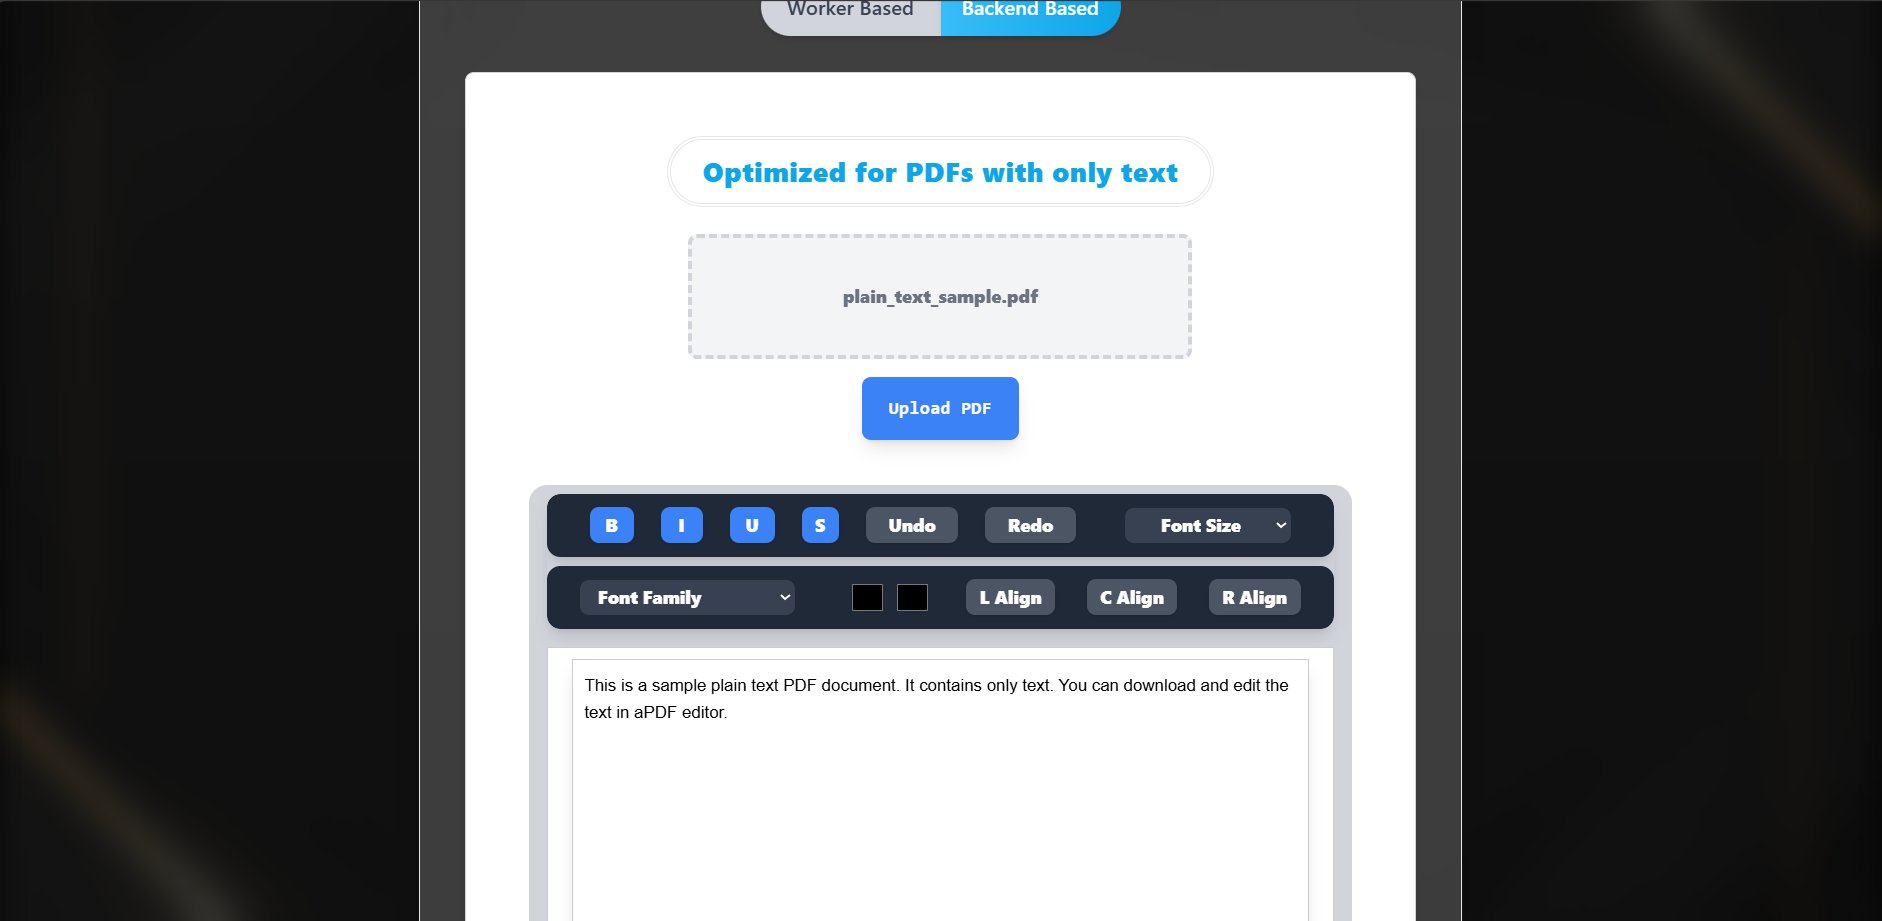 Worker Based Backend Based
Optimized for PDFs with only text
plain_text_sample.pdf
Upload PDF
B I U S Undo Redo Font Size
Font Family L Align C Align R Align
This is a sample plain text PDF document. It contains only text. You can download and edit the
text in aPDF editor.